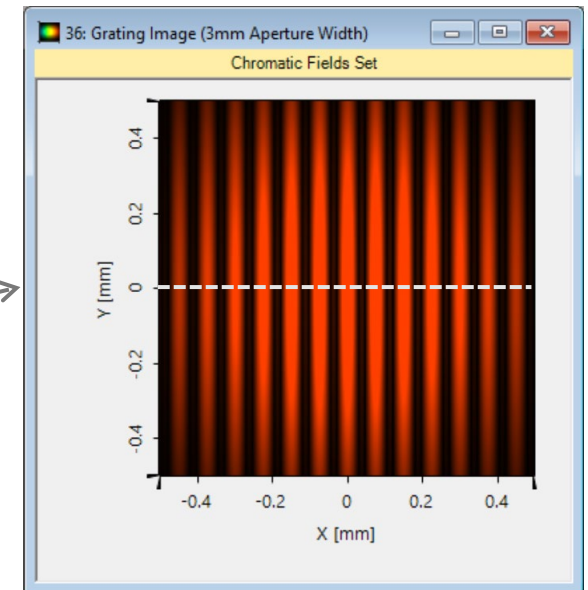 36: Grating Image (3mm Aperture Width)
Chromatic Fields Set
0.4
0.2
0
-0.2
-0.4
Y [mm]
-0.4 -0.2 0 0.2 0.4
X [mm]